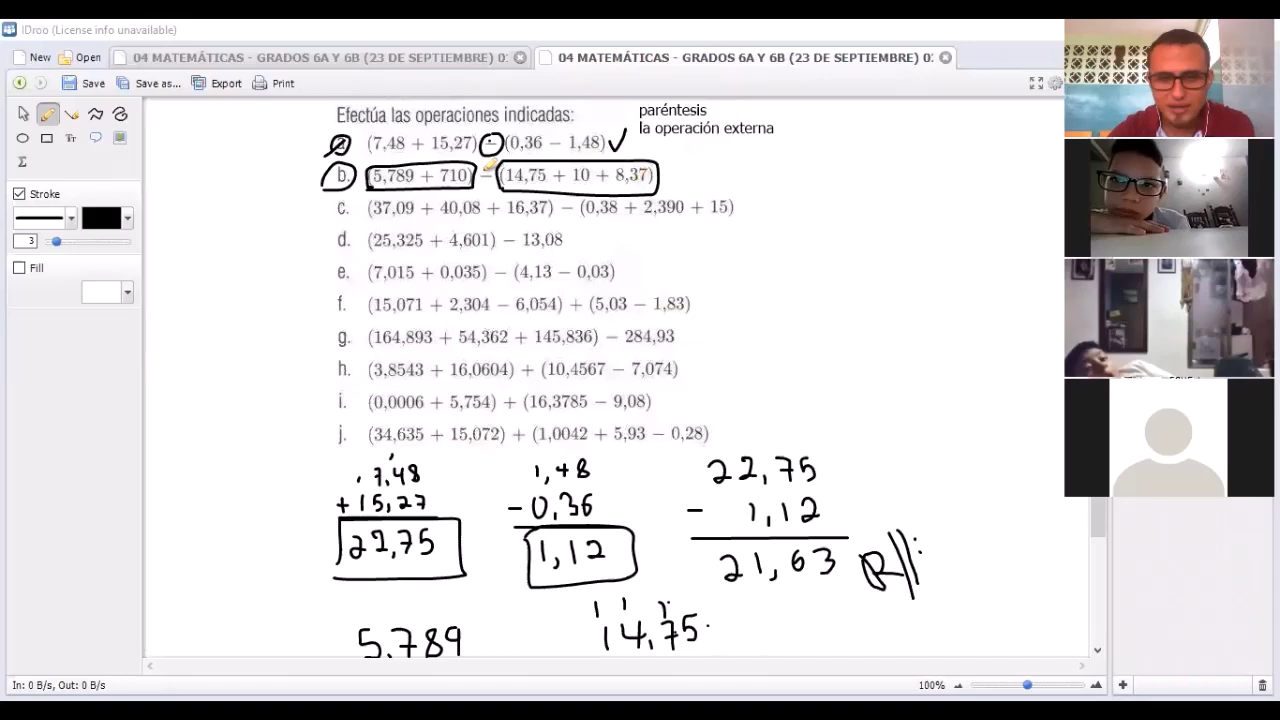 IDroo (License info unavailable)
New Open 04 MATEMÁTICAS - GRADOS 6A Y 6B (23 DE SEPTIEMBRE) 0: 04 MATEMÁTICAS - GRADOS 6A Y 6B (23 DE SEPTIEMBRE) 0:
Save Save as... Export Print
Efectúa las operaciones indicadas:
paréntesis
la operación externa
a. (7,48 + 15,27) − (0,36 − 1,48) ✓
b. (5,789 + 710) − (14,75 + 10 + 8,37)
c. (37,09 + 40,08 + 16,37) − (0,38 + 2,390 + 15)
d. (25,325 + 4,601) − 13,08
e. (7,015 + 0,035) − (4,13 − 0,03)
f. (15,071 + 2,304 − 6,054) + (5,03 − 1,83)
g. (164,893 + 54,362 + 145,836) − 284,93
h. (3,8543 + 16,0604) + (10,4567 − 7,074)
i. (0,0006 + 5,754) + (16,3785 − 9,08)
j. (34,635 + 15,072) + (1,0042 + 5,93 − 0,28)
Tr
Σ
Stroke
3
Fill
7,48
+15,27
22,75
1,48
−0,36
1,12
22,75
− 1,12
21,63 R//:
5,789
1 1 1
14,75
In: 0 B/s, Out: 0 B/s
100%